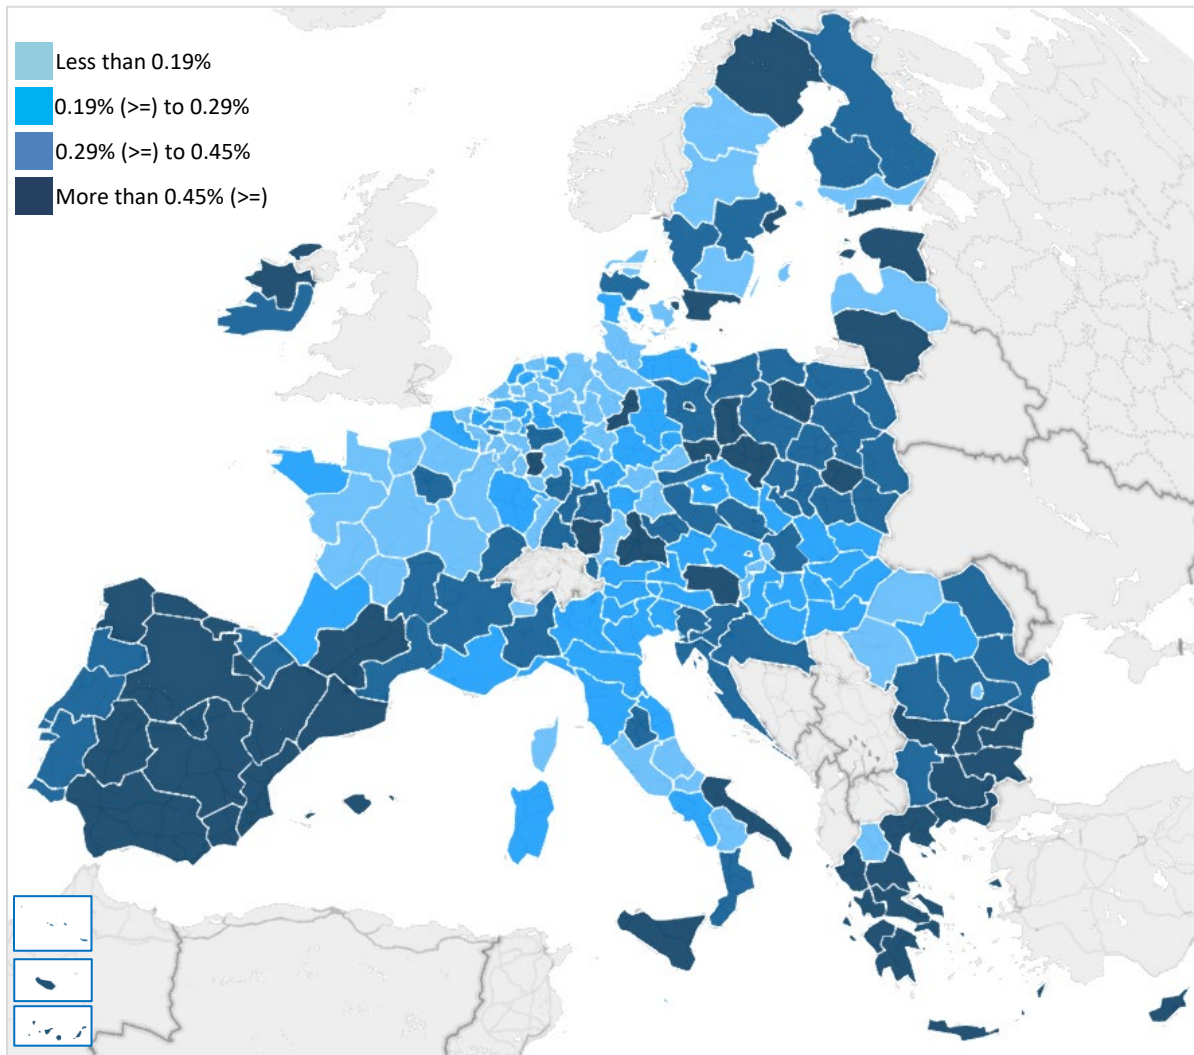 Less than 0.19%
0.19% (>=) to 0.29%
0.29% (>=) to 0.45%
More than 0.45% (>=)